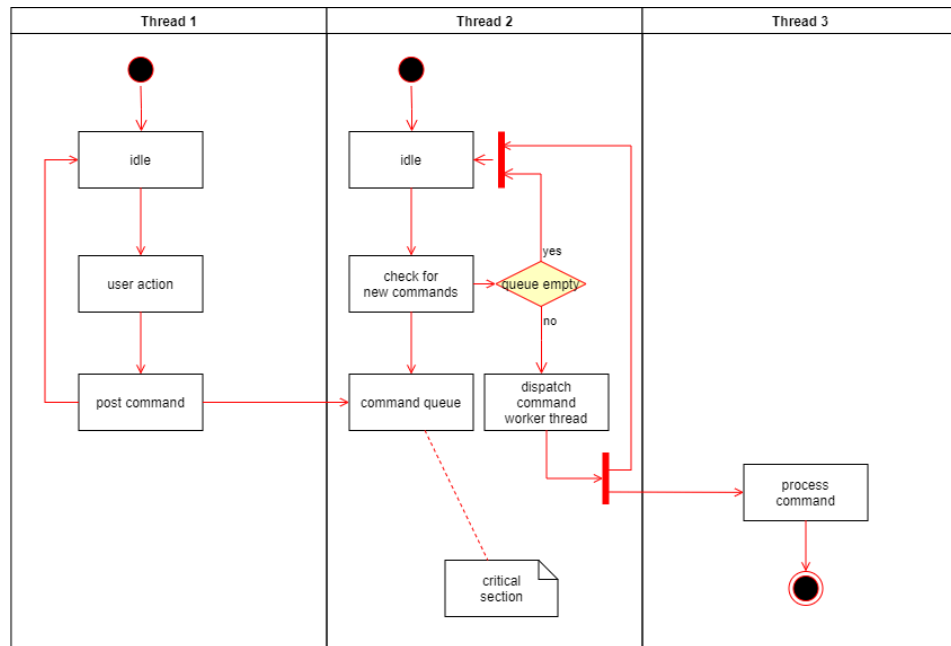 Thread 1
Thread 2
Thread 3
idle
idle
yes
user action
check for
new commands
queue empty
no
post command
command queue
dispatch
command
worker thread
process
command
critical
section